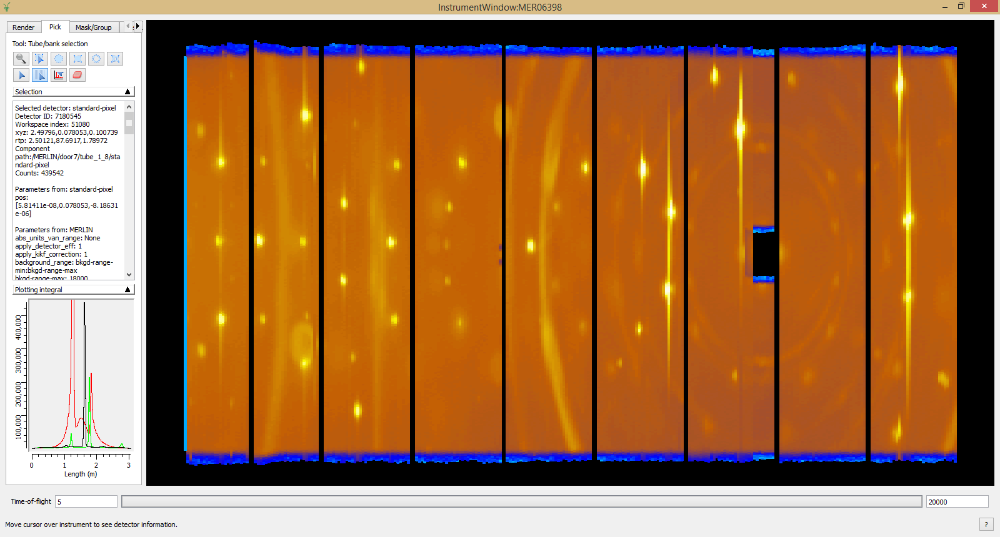 InstrumentWindow:MER06398
Render Pick Mask/Group
Tool: Tube/bank selection
Selection
Selected detector: standard-pixel
Detector ID: 7180545
Workspace index: 51080
xyz: 2.49796,0.078053,0.100739
rtp: 2.50121,87.6917,1.78972
Component
path:/MERLIN/door7/tube_1_8/sta
ndard-pixel
Counts: 439542
Parameters from: standard-pixel
pos:
[5.81411e-08,0.078053,-8.18631
e-06]
Parameters from: MERLIN
abs_units_van_range: None
apply_detector_eff: 1
apply_kikf_correction: 1
background_range: bkgd-range-
min:bkgd-range-max
bkgd-range-max: 18000
Plotting integral
400,000
300,000
200,000
100,000
0 1 2 3
Length (m)
Time-of-flight 5 20000
Move cursor over instrument to see detector information. ?